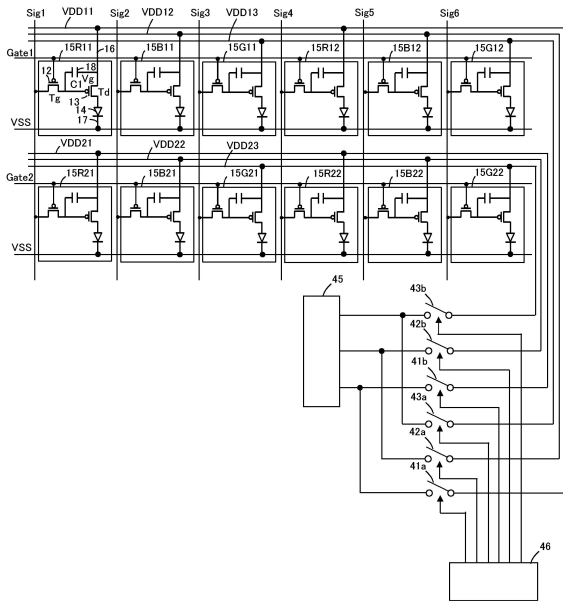 Sig1 VDD11 Sig2 VDD12 Sig3 VDD13 Sig4 Sig5 Sig6
Gate1 15R11 16 15B11 15G11 15R12 15B12 15G12
12 18
C1 Vg
Tg 13 Td
14
17
VSS
VDD21 VDD22 VDD23
Gate2 15R21 15B21 15G21 15R22 15B22 15G22
VSS
45 43b
42b
41b
43a
42a
41a
46